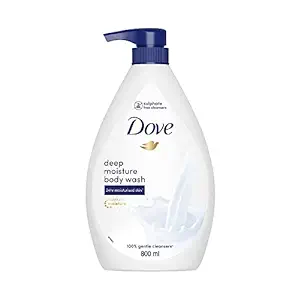 sulphate
free cleansers
Dove
deep
moisture
body wash
24hr moisturised skin
100% gentle cleansers
800 ml